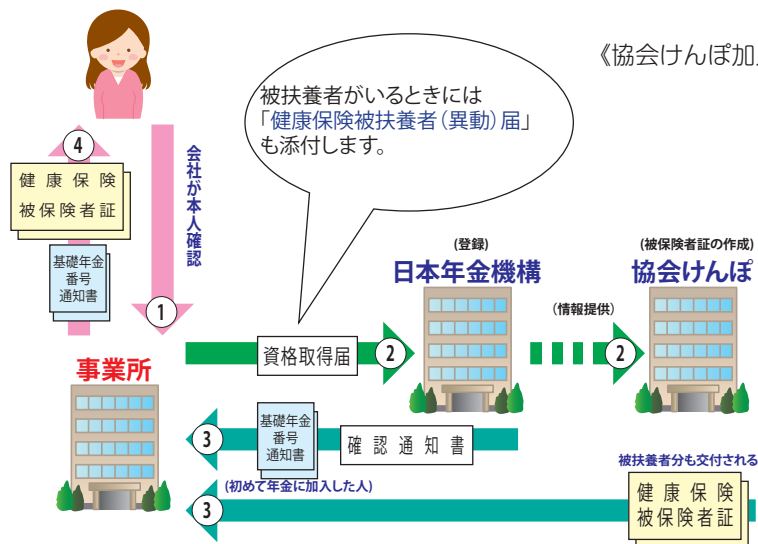 《協会けんぽ加
被扶養者がいるときには
「健康保険被扶養者（異動）届」
も添付します。
4
健康保険
被保険者証
会社が本人確認
基礎年金
番号
通知書
1
(登録)
日本年金機構
(被保険者証の作成)
協会けんぽ
(情報提供)
事業所
資格取得届
2
2
3
基礎年金
番号
通知書
確認通知書
(初めて年金に加入した人)
被扶養者分も交付される
3
健康保険
被保険者証